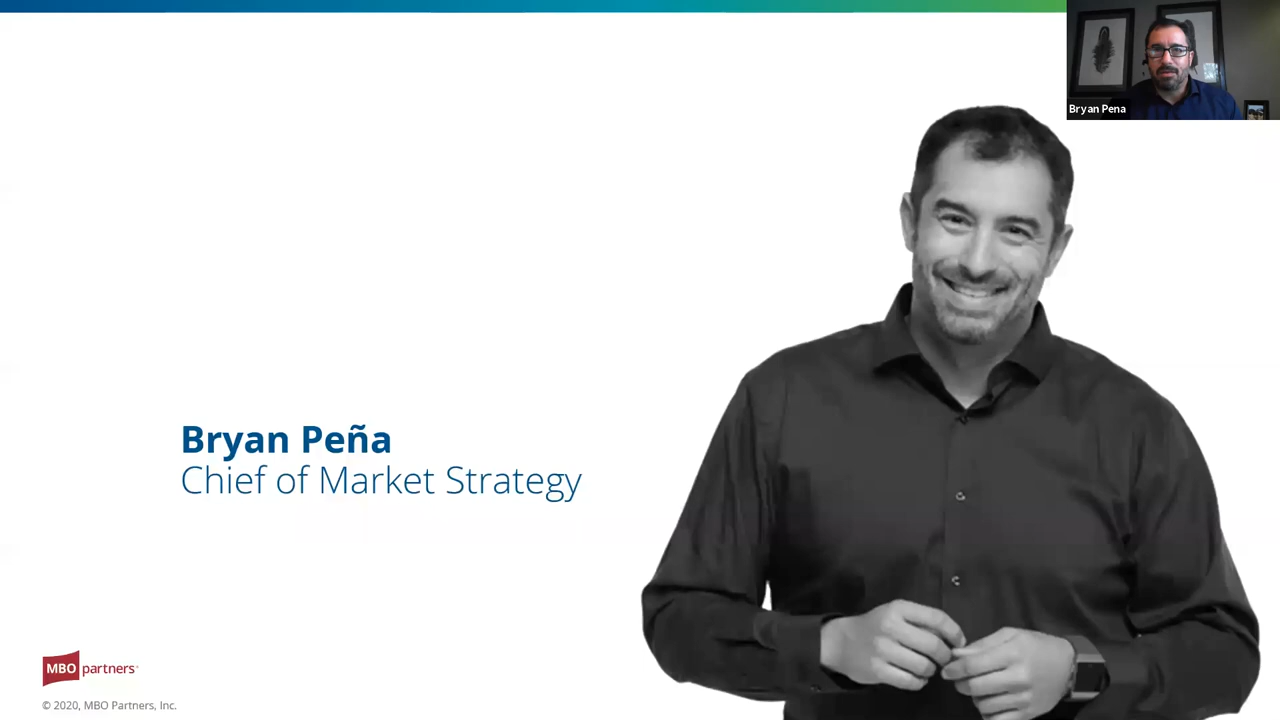 Bryan Pena
Bryan Peña
Chief of Market Strategy
MBO partners
© 2020, MBO Partners, Inc.